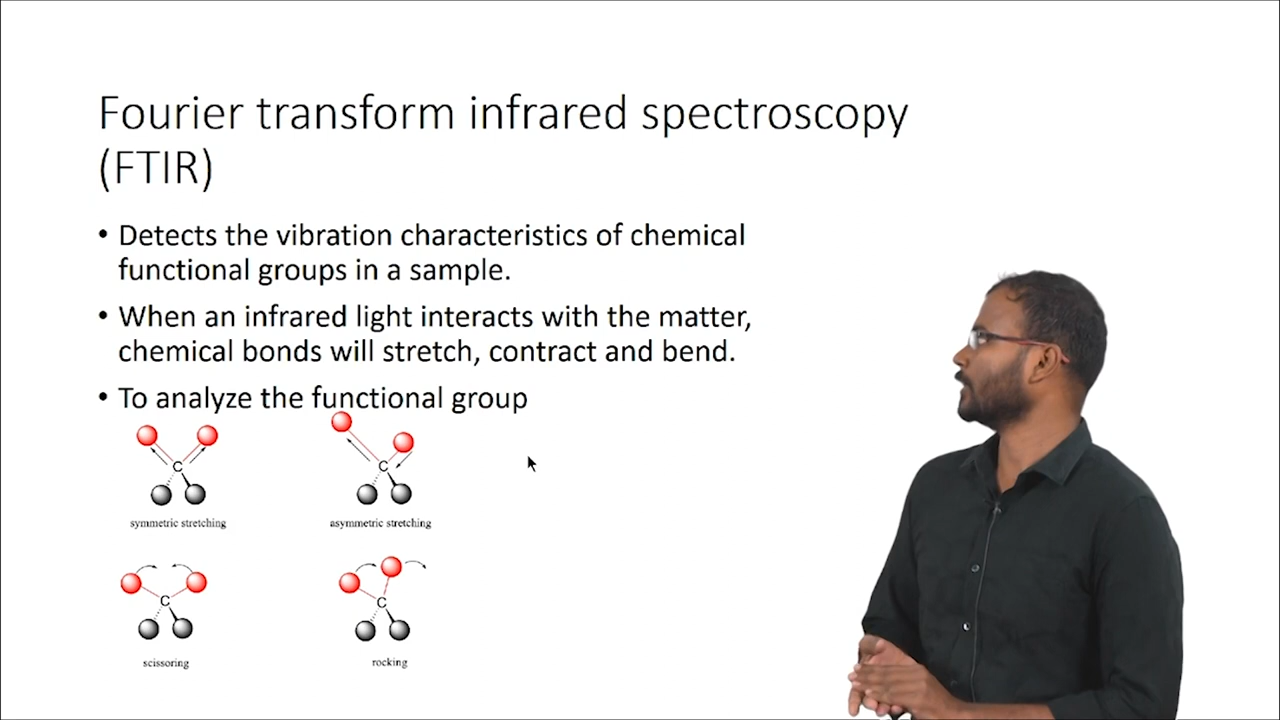 Fourier transform infrared spectroscopy
(FTIR)
• Detects the vibration characteristics of chemical
functional groups in a sample.
• When an infrared light interacts with the matter,
chemical bonds will stretch, contract and bend.
• To analyze the functional group
C
C
symmetric stretching
asymmetric stretching
C
C
scissoring
rocking